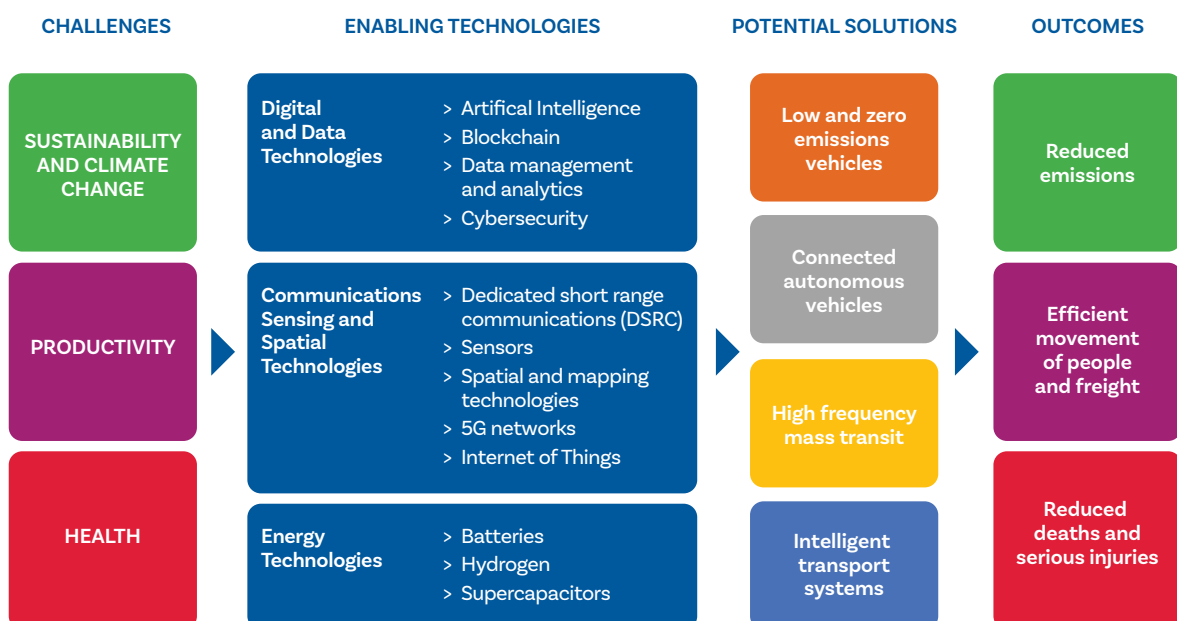 CHALLENGES
ENABLING TECHNOLOGIES
POTENTIAL SOLUTIONS
OUTCOMES
SUSTAINABILITY
AND CLIMATE
CHANGE
PRODUCTIVITY
HEALTH
Digital
and Data
Technologies
> Artifical Intelligence
> Blockchain
> Data management
and analytics
> Cybersecurity
Communications
Sensing and
Spatial
Technologies
> Dedicated short range
communications (DSRC)
> Sensors
> Spatial and mapping
technologies
> 5G networks
> Internet of Things
Energy
Technologies
> Batteries
> Hydrogen
> Supercapacitors
Low and zero
emissions
vehicles
Connected
autonomous
vehicles
High frequency
mass transit
Intelligent
transport
systems
Reduced
emissions
Efficient
movement
of people
and freight
Reduced
deaths and
serious injuries